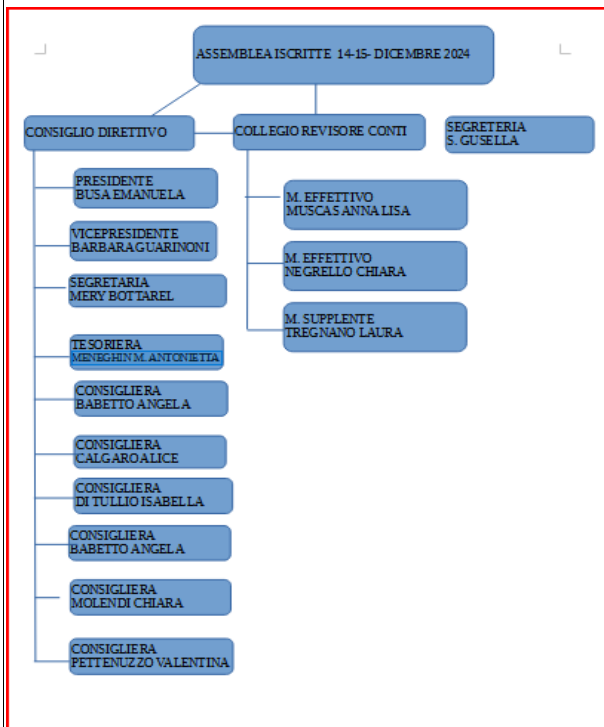 ASSEMBLEA ISCRITTE 14-15- DICEMBRE 2024
CONSIGLIO DIRETTIVO
COLLEGIO REVISORE CONTI
SEGRETERIA
S. GUSELLA
PRESIDENTE
BUSA EMANUELA
VICEPRESIDENTE
BARBARA GUARINONI
SEGRETARIA
MERY BOTTAREL
TESORIERA
MENEGHIN M. ANTONIETTA
CONSIGLIERA
BABETTO ANGELA
CONSIGLIERA
CALGARO ALICE
CONSIGLIERA
DI TULLIO ISABELLA
CONSIGLIERA
BABETTO ANGELA
CONSIGLIERA
MOLENDI CHIARA
CONSIGLIERA
PETTENUZZO VALENTINA
M. EFFETTIVO
MUSCAS ANNA LISA
M. EFFETTIVO
NEGRELLO CHIARA
M. SUPPLENTE
TREGNANO LAURA